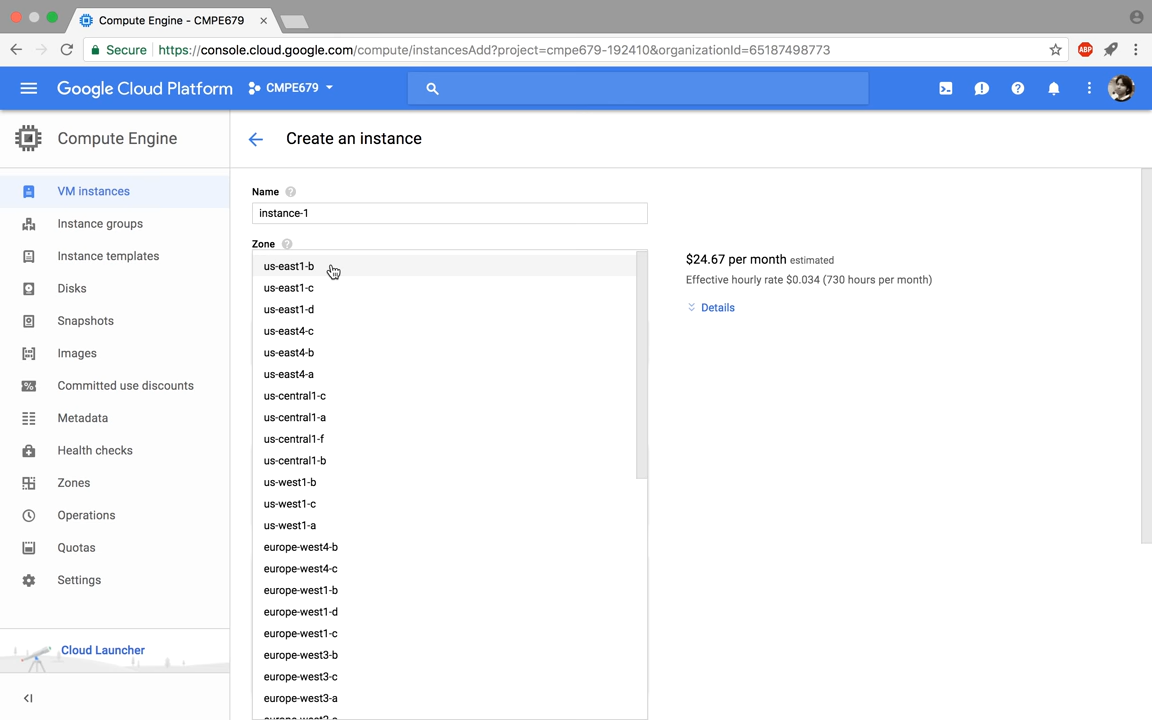 Compute Engine - CMPE679
Secure https://console.cloud.google.com/compute/instancesAdd?project=cmpe679-192410&organizationId=65187498773
ABP
Google Cloud Platform
CMPE679
Compute Engine
Create an instance
VM instances
Instance groups
Instance templates
Disks
Snapshots
Images
Committed use discounts
Metadata
Health checks
Zones
Operations
Quotas
Settings
Cloud Launcher
Name
instance-1
Zone
us-east1-b
us-east1-c
us-east1-d
us-east4-c
us-east4-b
us-east4-a
us-central1-c
us-central1-a
us-central1-f
us-central1-b
us-west1-b
us-west1-c
us-west1-a
europe-west4-b
europe-west4-c
europe-west1-b
europe-west1-d
europe-west1-c
europe-west3-b
europe-west3-c
europe-west3-a
$24.67 per month estimated
Effective hourly rate $0.034 (730 hours per month)
Details